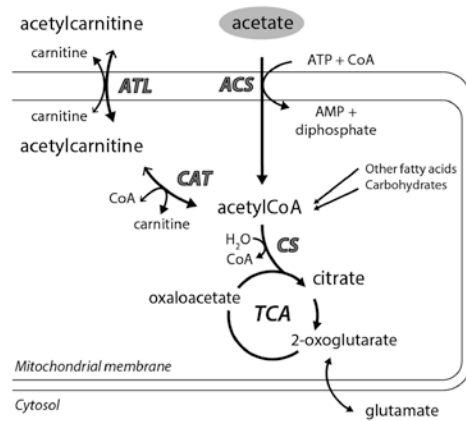 acetylcarnitine
acetate
carnitine
ATP + CoA
ATL
ACS
carnitine
AMP +
diphosphate
acetylcarnitine
CAT
Other fatty acids
Carbohydrates
CoA
carnitine
acetylCoA
H₂O
CoA
CS
citrate
oxaloacetate
TCA
2-oxoglutarate
Mitochondrial membrane
Cytosol
glutamate